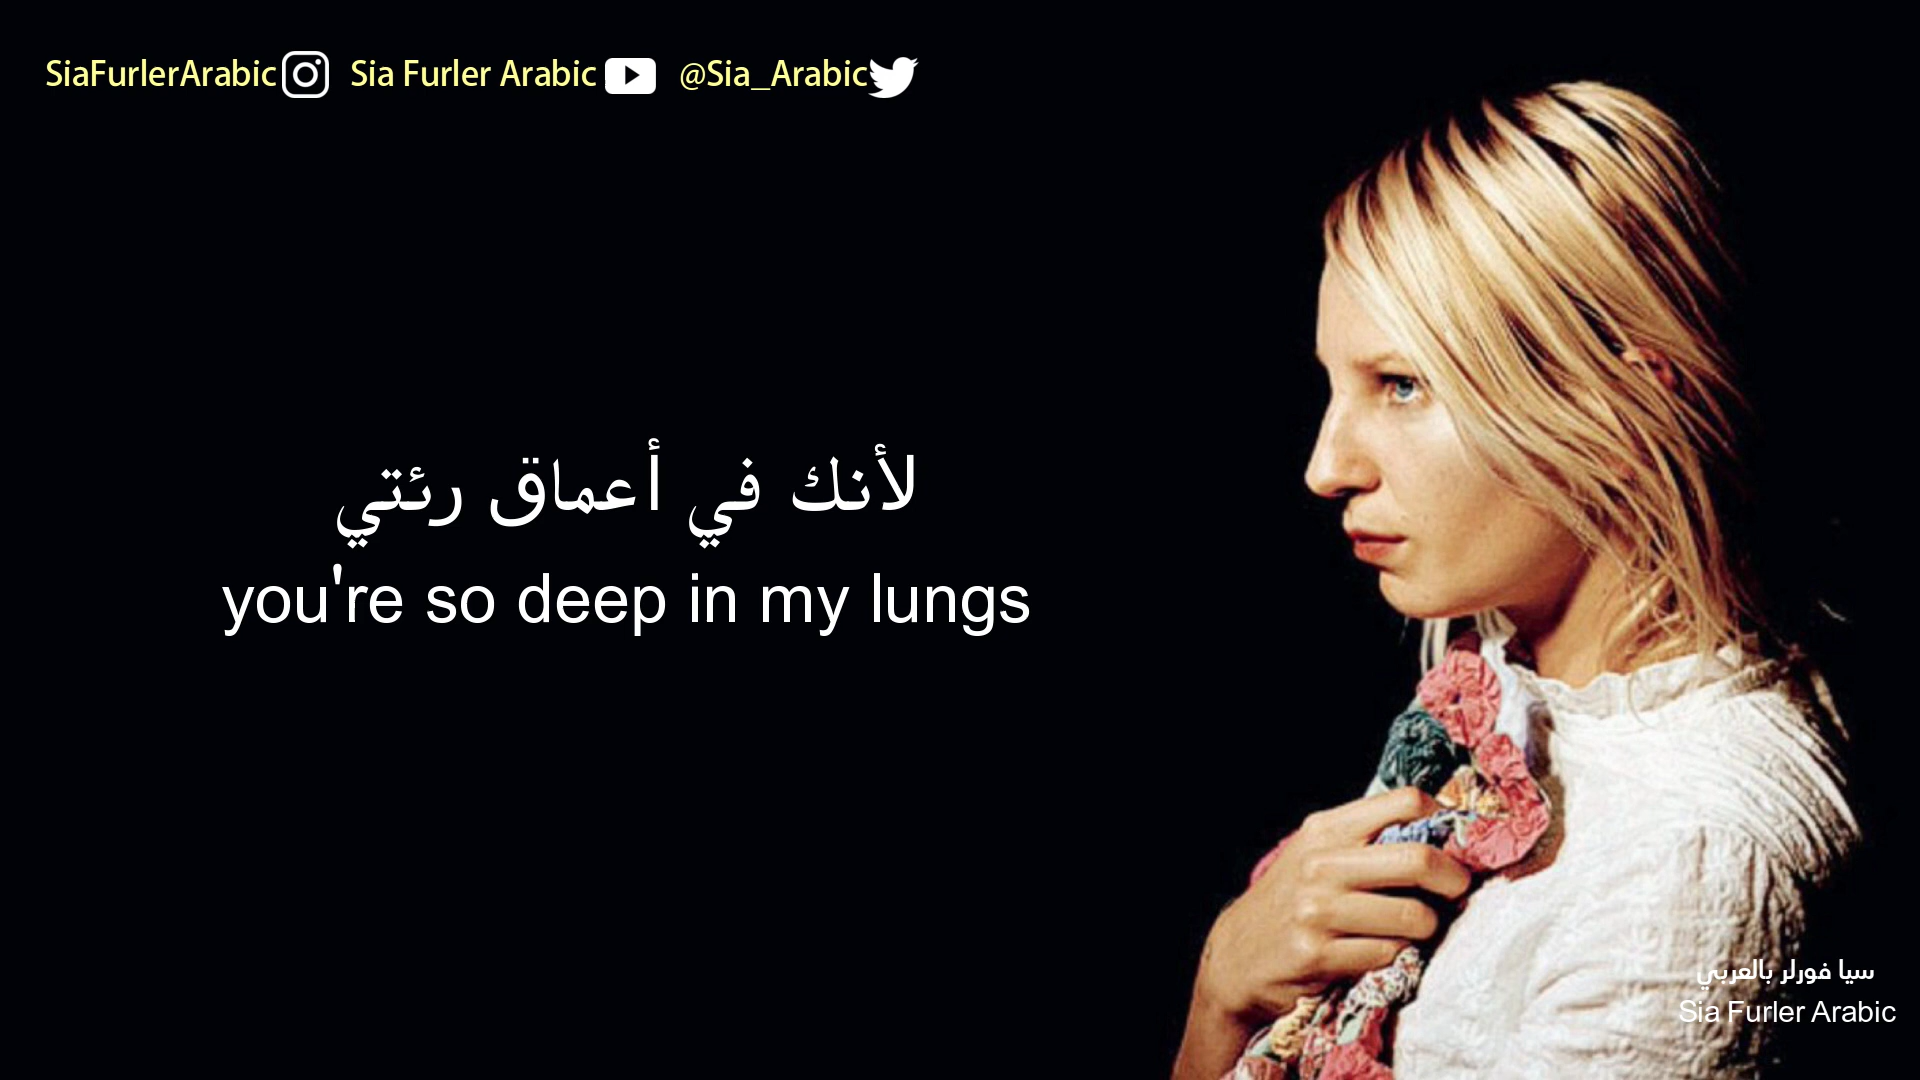 SiaFurlerArabic Sia Furler Arabic @Sia_Arabic
لأنك في أعماق رئتي
you're so deep in my lungs
سيا فورلر بالعربي
Sia Furler Arabic